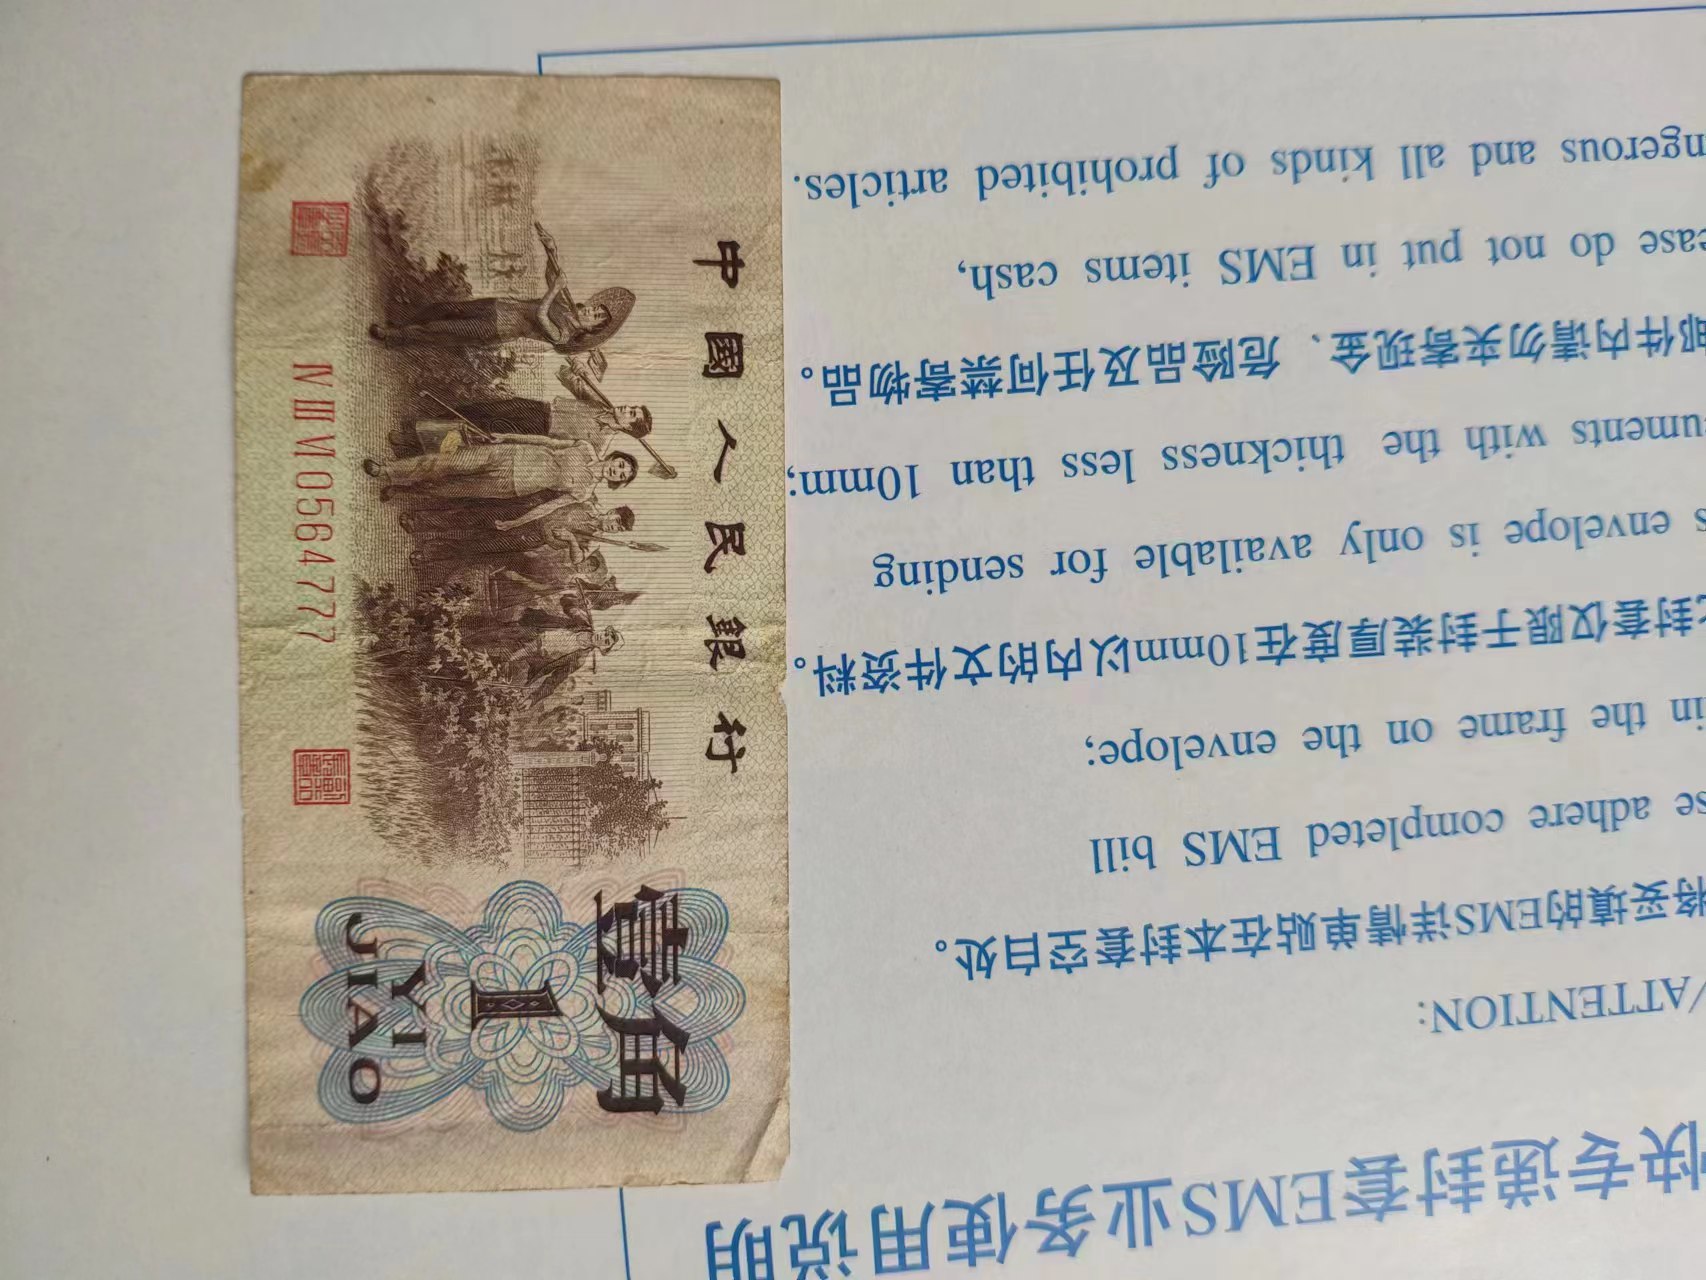 中國人民銀行
壹角
1
YI
JIAO
IV III VI 0564777
快专递封套EMS业务使用说明
/ATTENTION:
将妥填的EMS详情单贴在本封套空白处。
se adhere completed EMS bill
in the frame on the envelope;
封套仅限于封装厚度在10mm以内的文件资料。
s envelope is only available for sending
uments with the thickness less than 10mm;
邮件内请勿夹寄现金、危险品及任何禁寄物品。
ease do not put in EMS items cash,
ngerous and all kinds of prohibited articles.